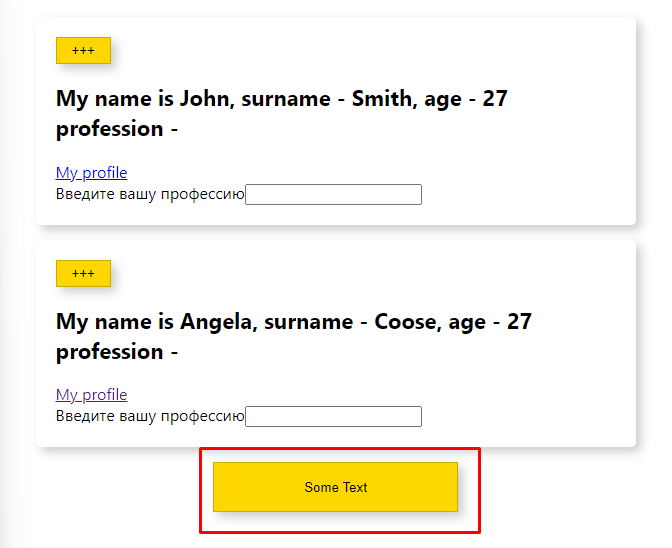 +++
My name is John, surname - Smith, age - 27
profession -
My profile
Введите вашу профессию
+++
My name is Angela, surname - Coose, age - 27
profession -
My profile
Введите вашу профессию
Some Text